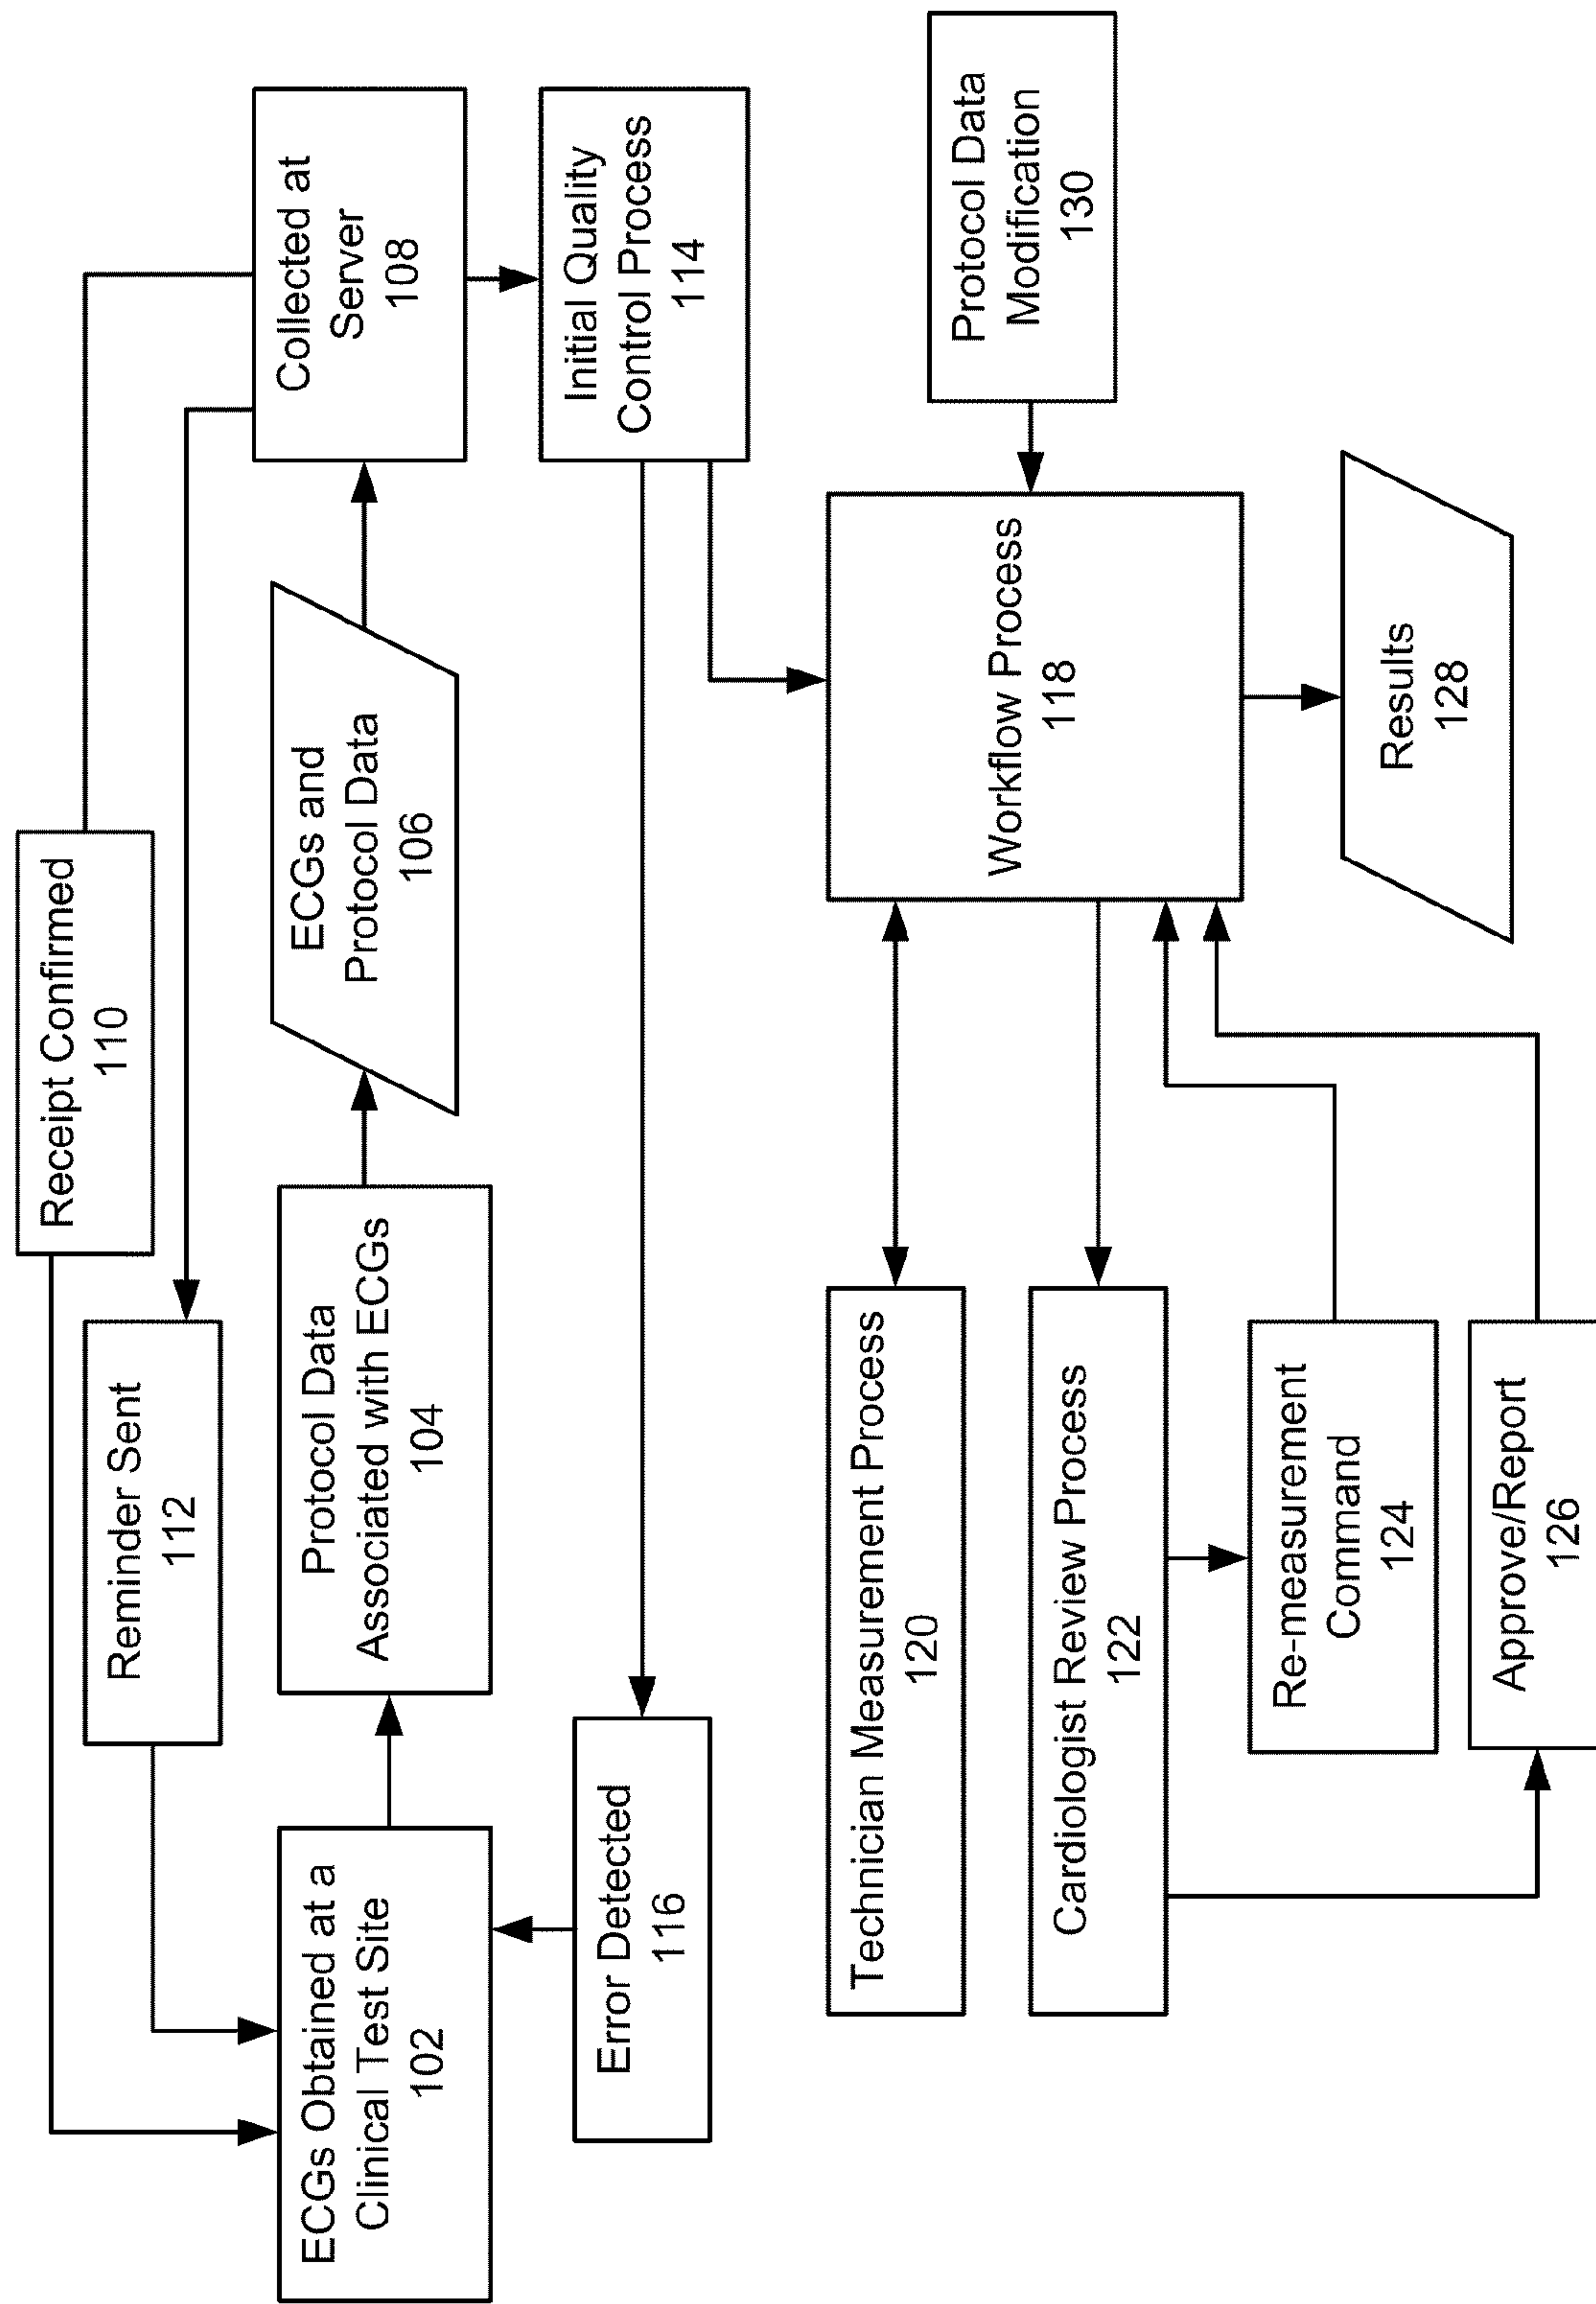 Receipt Confirmed
110
Reminder Sent
112
ECGs Obtained at a
Clinical Test Site
102
Protocol Data
Associated with ECGs
104
ECGs and
Protocol Data
106
Collected at
Server
108
Error Detected
116
Initial Quality
Control Process
114
Technician Measurement Process
120
Workflow Process
118
Protocol Data
Modification
130
Cardiologist Review Process
122
Re-measurement
Command
124
Results
128
Approve/Report
126